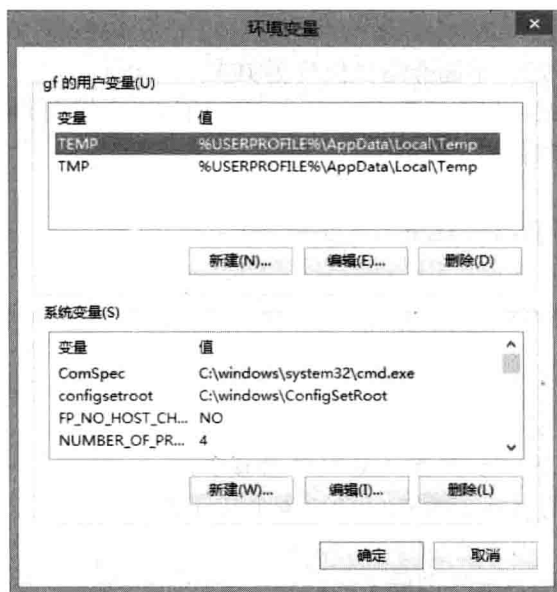 环境变量
gf 的用户变量(U)
变量 值
TEMP %USERPROFILE%\AppData\Local\Temp
TMP %USERPROFILE%\AppData\Local\Temp
新建(N)... 编辑(E)... 删除(D)
系统变量(S)
变量 值
ComSpec C:\windows\system32\cmd.exe
configsetroot C:\windows\ConfigSetRoot
FP_NO_HOST_CH... NO
NUMBER_OF_PR... 4
新建(W)... 编辑(I)... 删除(L)
确定 取消